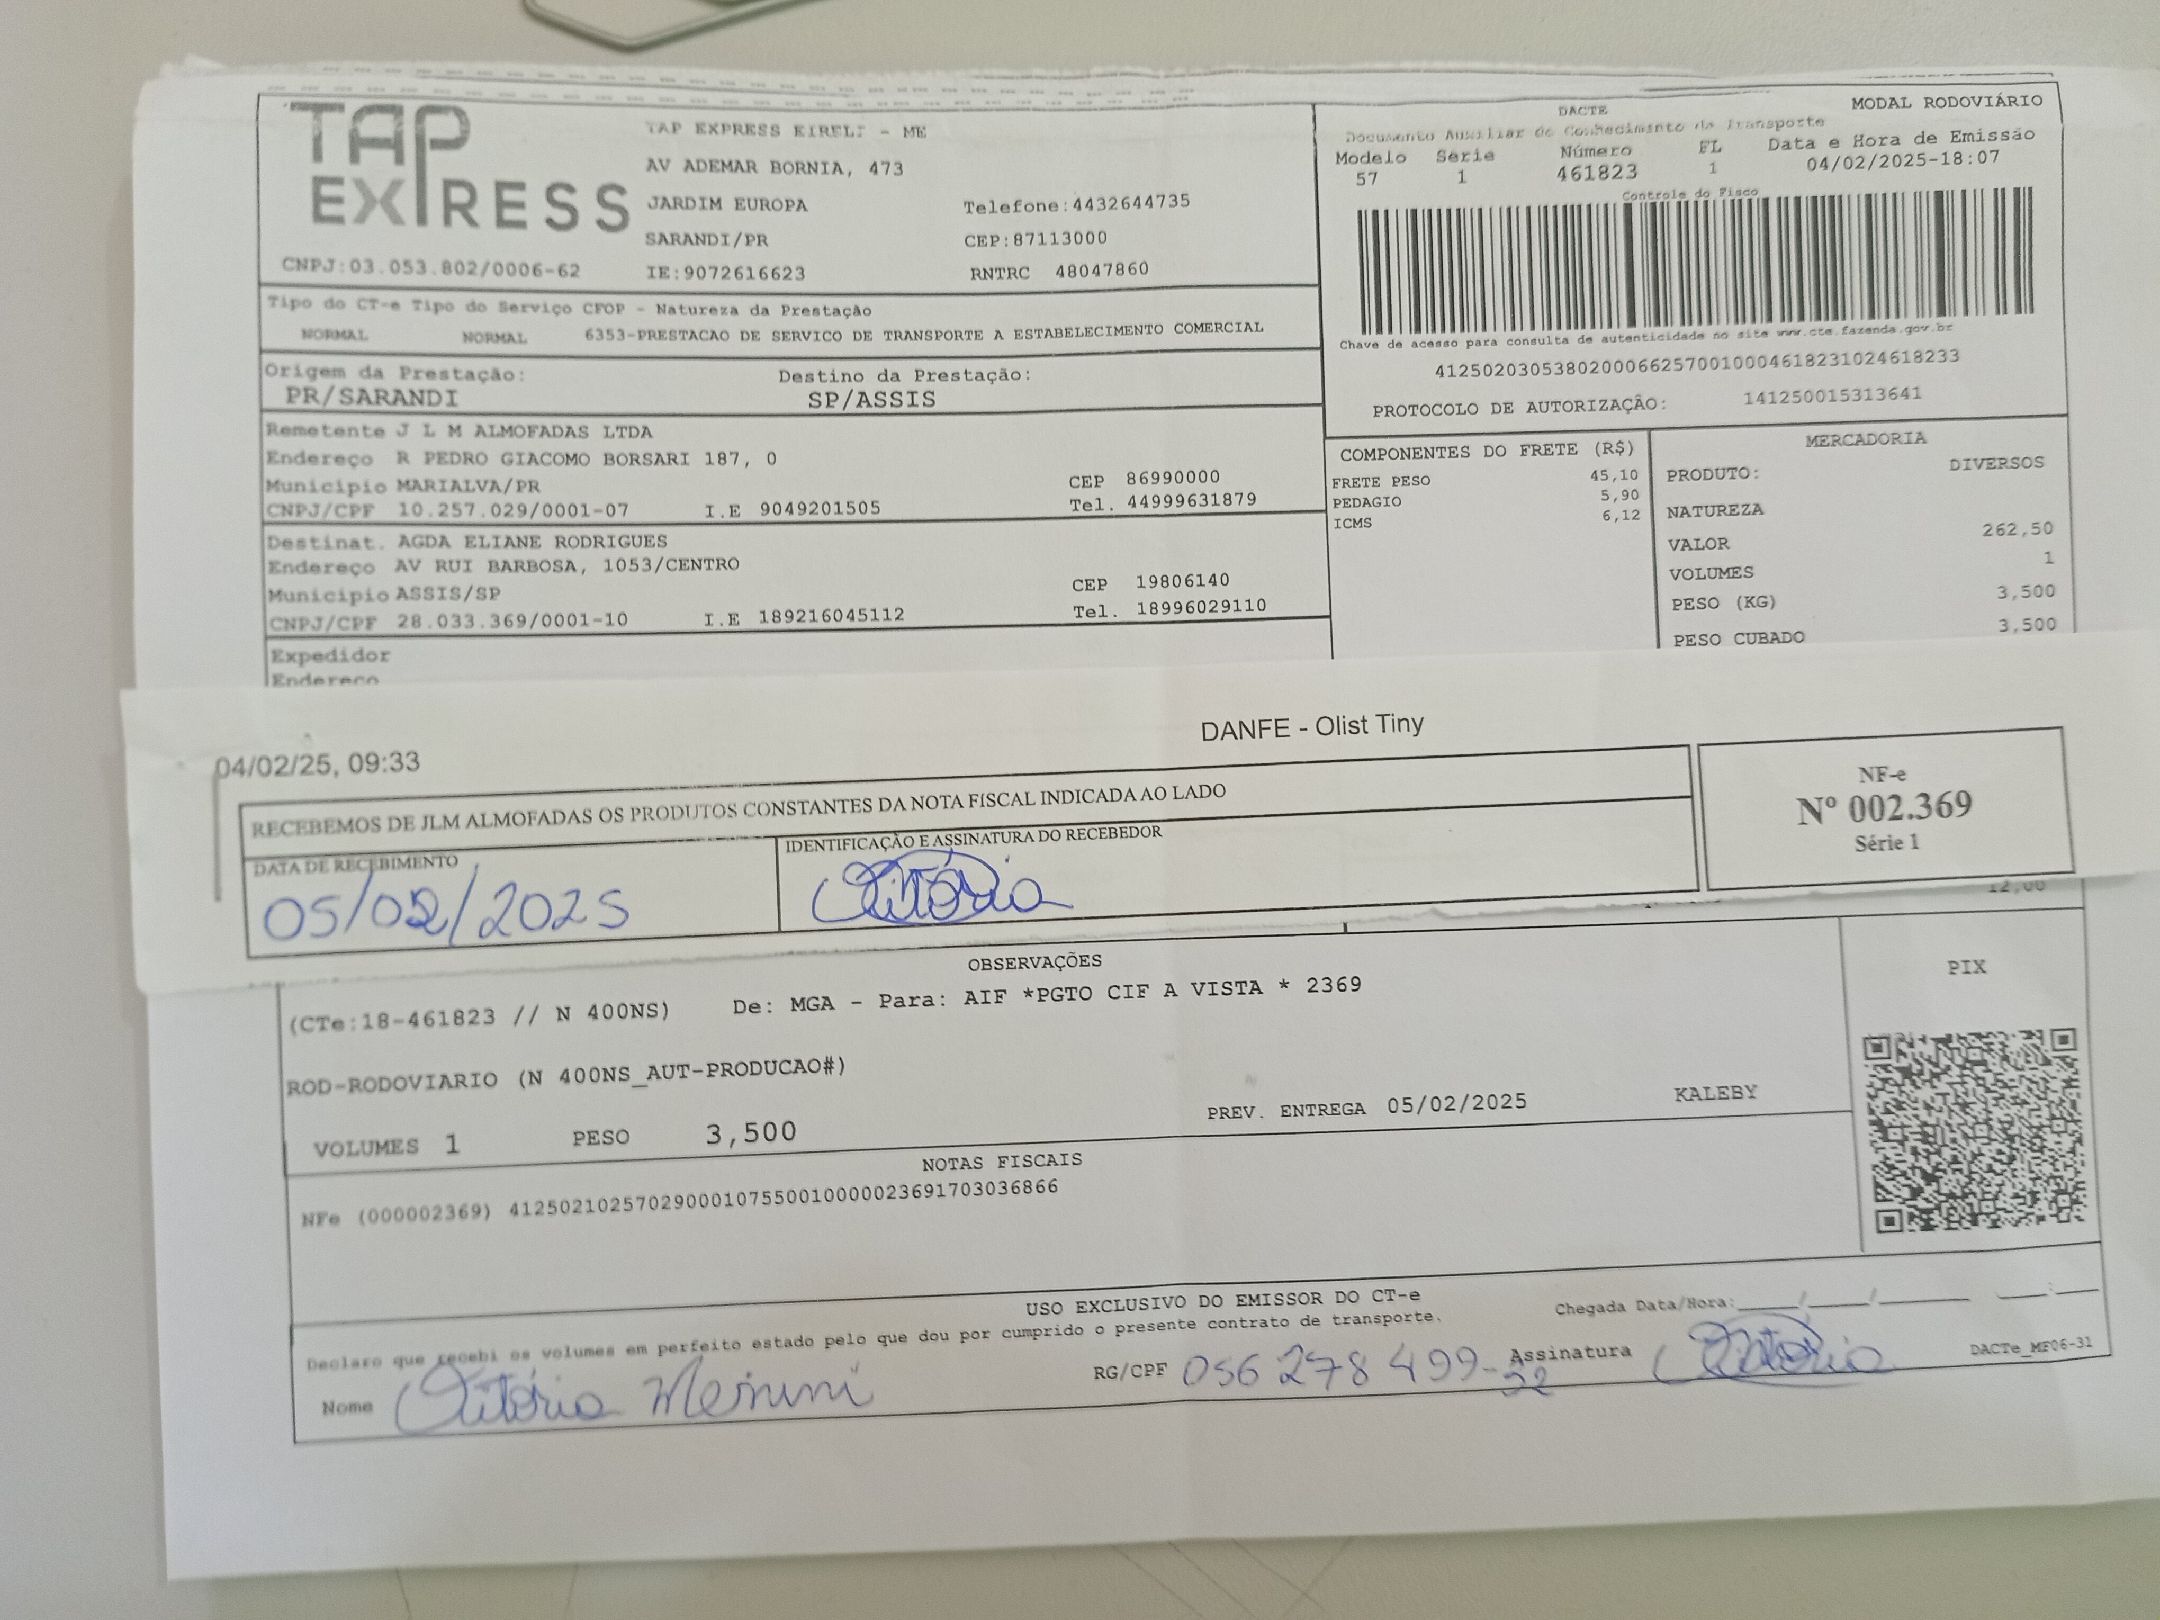 TAP EXPRESS
TAP EXPRESS EIRELI - ME
AV ADEMAR BORNIA, 473
JARDIM EUROPA Telefone:4432644735
SARANDI/PR CEP:87113000
CNPJ:03.053.802/0006-62 IE:9072616623 RNTRC 48047860
DACTE MODAL RODOVIÁRIO
Documento Auxiliar do Conhecimento de Transporte
Modelo Serie Número FL Data e Hora de Emissão
57 1 461823 1 04/02/2025-18:07
Controle do Fisco
Chave de acesso para consulta de autenticidade no site www.cte.fazenda.gov.br
41250203053802000662570010004618231024618233
PROTOCOLO DE AUTORIZAÇÃO: 141250015313641
Tipo do CT-e Tipo do Serviço CFOP - Natureza da Prestação
NORMAL NORMAL 6353-PRESTACAO DE SERVICO DE TRANSPORTE A ESTABELECIMENTO COMERCIAL
Origem da Prestação: Destino da Prestação:
PR/SARANDI SP/ASSIS
Remetente J L M ALMOFADAS LTDA
Endereço R PEDRO GIACOMO BORSARI 187, 0
Municipio MARIALVA/PR CEP 86990000
CNPJ/CPF 10.257.029/0001-07 I.E 9049201505 Tel. 44999631879
Destinat. AGDA ELIANE RODRIGUES
Endereço AV RUI BARBOSA, 1053/CENTRO
Municipio ASSIS/SP CEP 19806140
CNPJ/CPF 28.033.369/0001-10 I.E 189216045112 Tel. 18996029110
Expedidor
Endereço
COMPONENTES DO FRETE (R$)
FRETE PESO 45,10
PEDAGIO 5,90
ICMS 6,12
MERCADORIA
PRODUTO: DIVERSOS
NATUREZA
VALOR 262,50
VOLUMES 1
PESO (KG) 3,500
PESO CUBADO 3,500
04/02/25, 09:33 DANFE - Olist Tiny
RECEBEMOS DE JLM ALMOFADAS OS PRODUTOS CONSTANTES DA NOTA FISCAL INDICADA AO LADO
DATA DE RECEBIMENTO IDENTIFICAÇÃO E ASSINATURA DO RECEBEDOR
05/02/2025 Vitória
NF-e
Nº 002.369
Série 1
12,00
OBSERVAÇÕES
(CTe:18-461823 // N 400NS) De: MGA - Para: AIF *PGTO CIF A VISTA * 2369
ROD-RODOVIARIO (N 400NS_AUT-PRODUCAO#)
VOLUMES 1 PESO 3,500 PREV. ENTREGA 05/02/2025 KALEBY
PIX
NOTAS FISCAIS
NFe (000002369) 41250210257029000107550010000023691703036866
USO EXCLUSIVO DO EMISSOR DO CT-e
Declaro que recebi os volumes em perfeito estado pelo que dou por cumprido o presente contrato de transporte.
Chegada Data/Hora:____/____/______ ___:___
Nome Vitória RG/CPF 056 278 499-22 Assinatura Vitória
DACTe_MF06-31